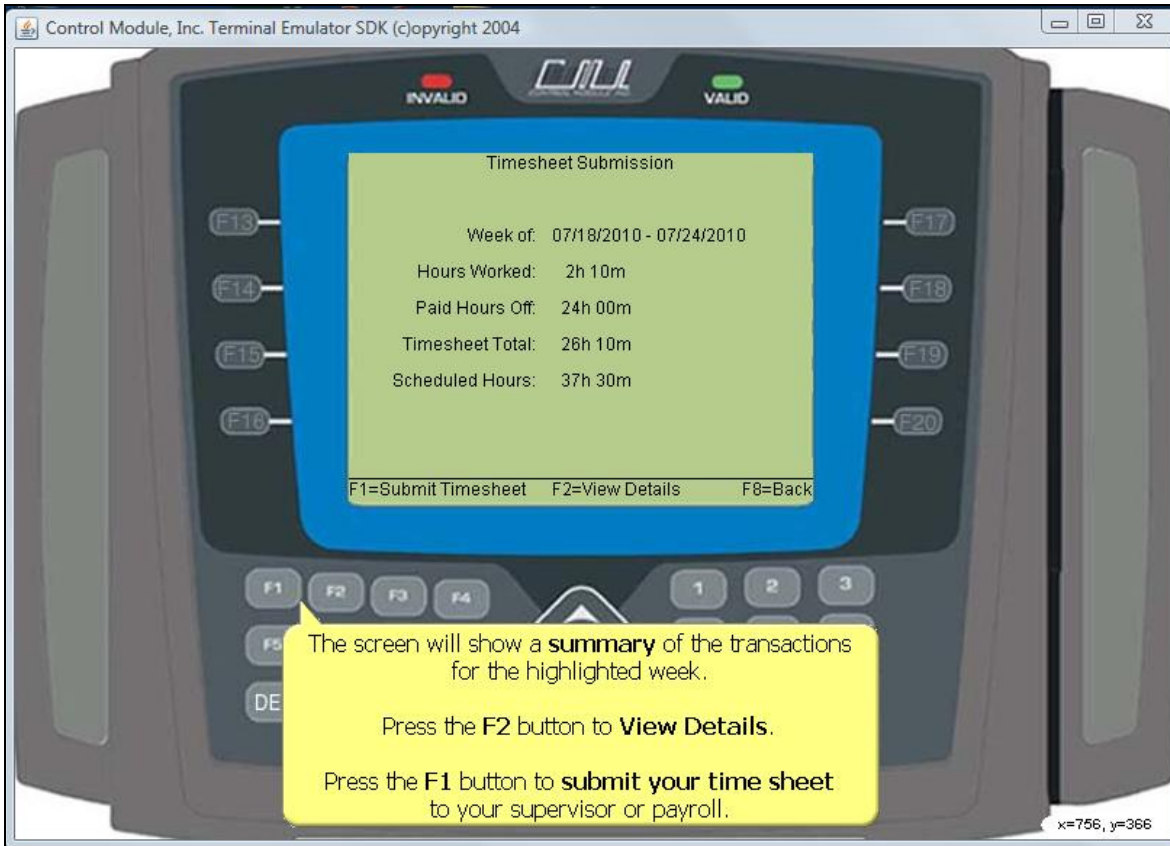 Control Module, Inc. Terminal Emulator SDK (c)opyright 2004
INVALID
VALID
Timesheet Submission
F13
F17
Week of: 07/18/2010 - 07/24/2010
Hours Worked: 2h 10m
F14
F18
Paid Hours Off: 24h 00m
Timesheet Total: 26h 10m
F15
F19
Scheduled Hours: 37h 30m
F16
F20
F1=Submit Timesheet F2=View Details F8=Back
F1 F2 F3 F4
1 2 3
F5
DE
The screen will show a summary of the transactions
for the highlighted week.
Press the F2 button to View Details.
Press the F1 button to submit your time sheet
to your supervisor or payroll.
x=756, y=366